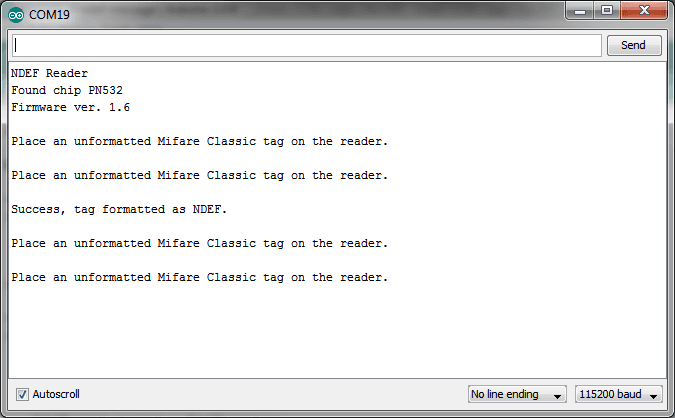 COM19
Send
NDEF Reader
Found chip PN532
Firmware ver. 1.6
Place an unformatted Mifare Classic tag on the reader.
Place an unformatted Mifare Classic tag on the reader.
Success, tag formatted as NDEF.
Place an unformatted Mifare Classic tag on the reader.
Place an unformatted Mifare Classic tag on the reader.
Autoscroll
No line ending
115200 baud